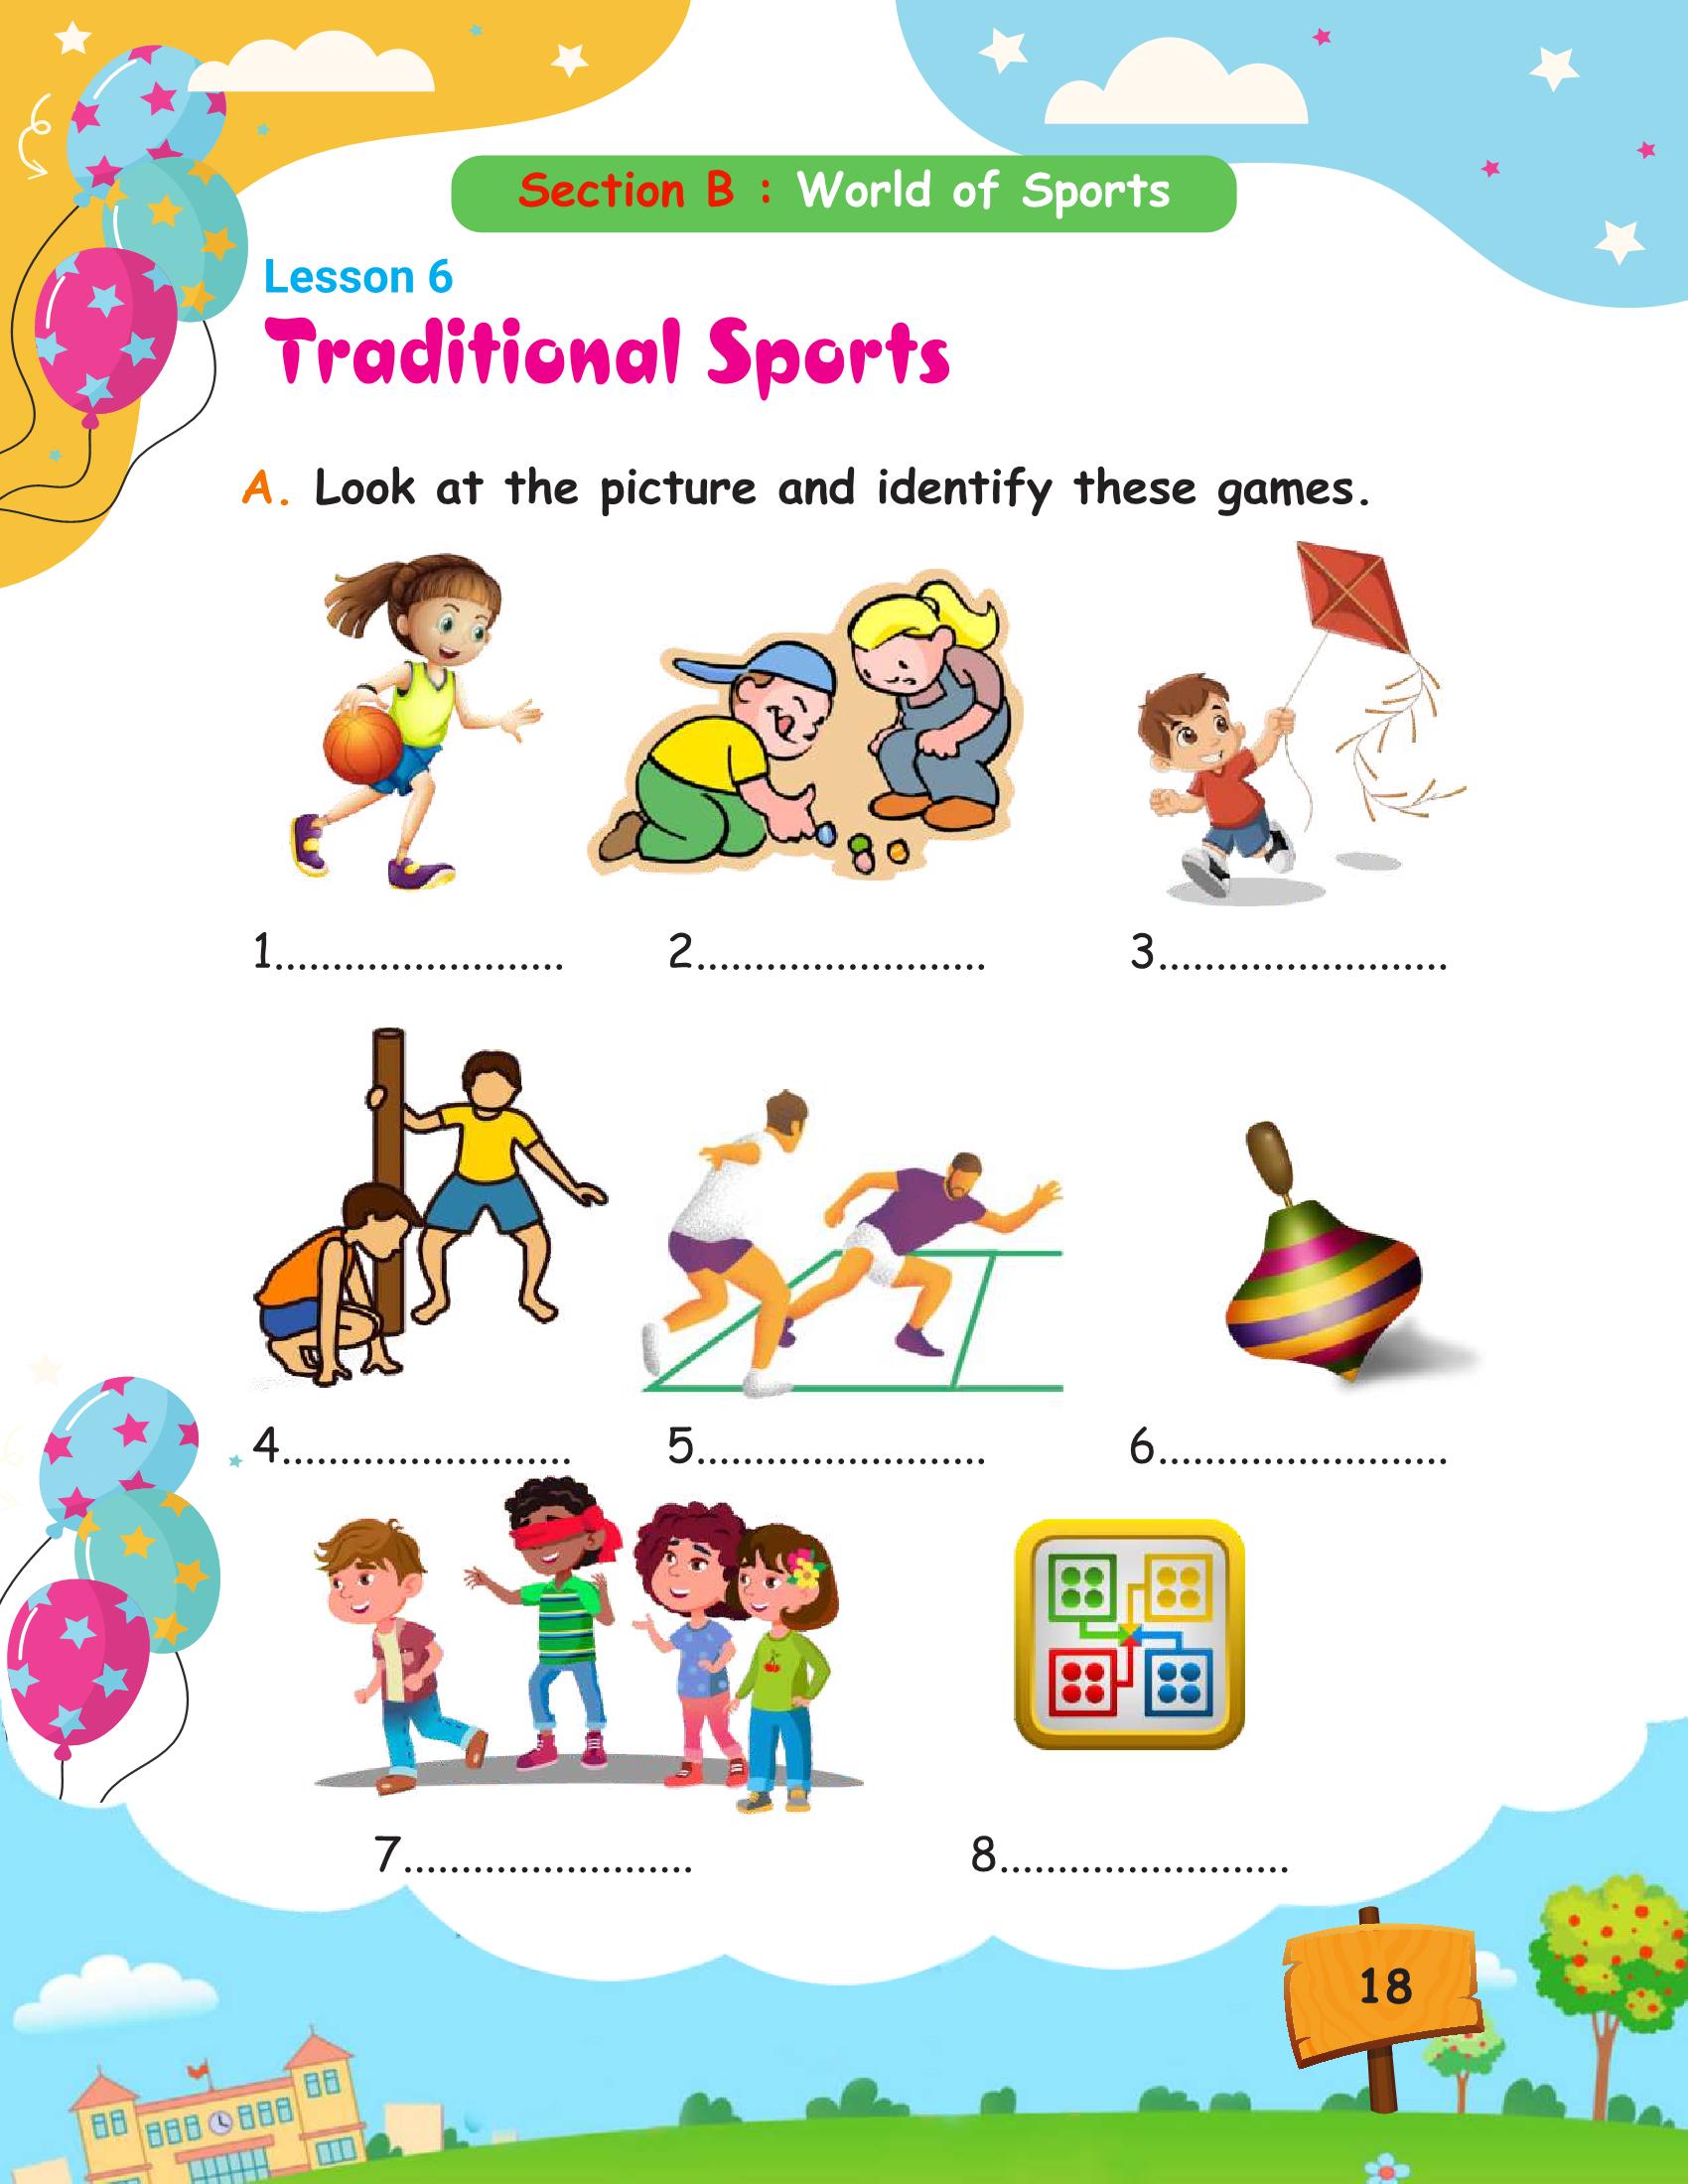 Section B : World of Sports
Lesson 6
Traditional Sports
A. Look at the picture and identify these games.
1.........................
2.........................
3.........................
4.........................
5.........................
6.........................
7.........................
8.........................
18